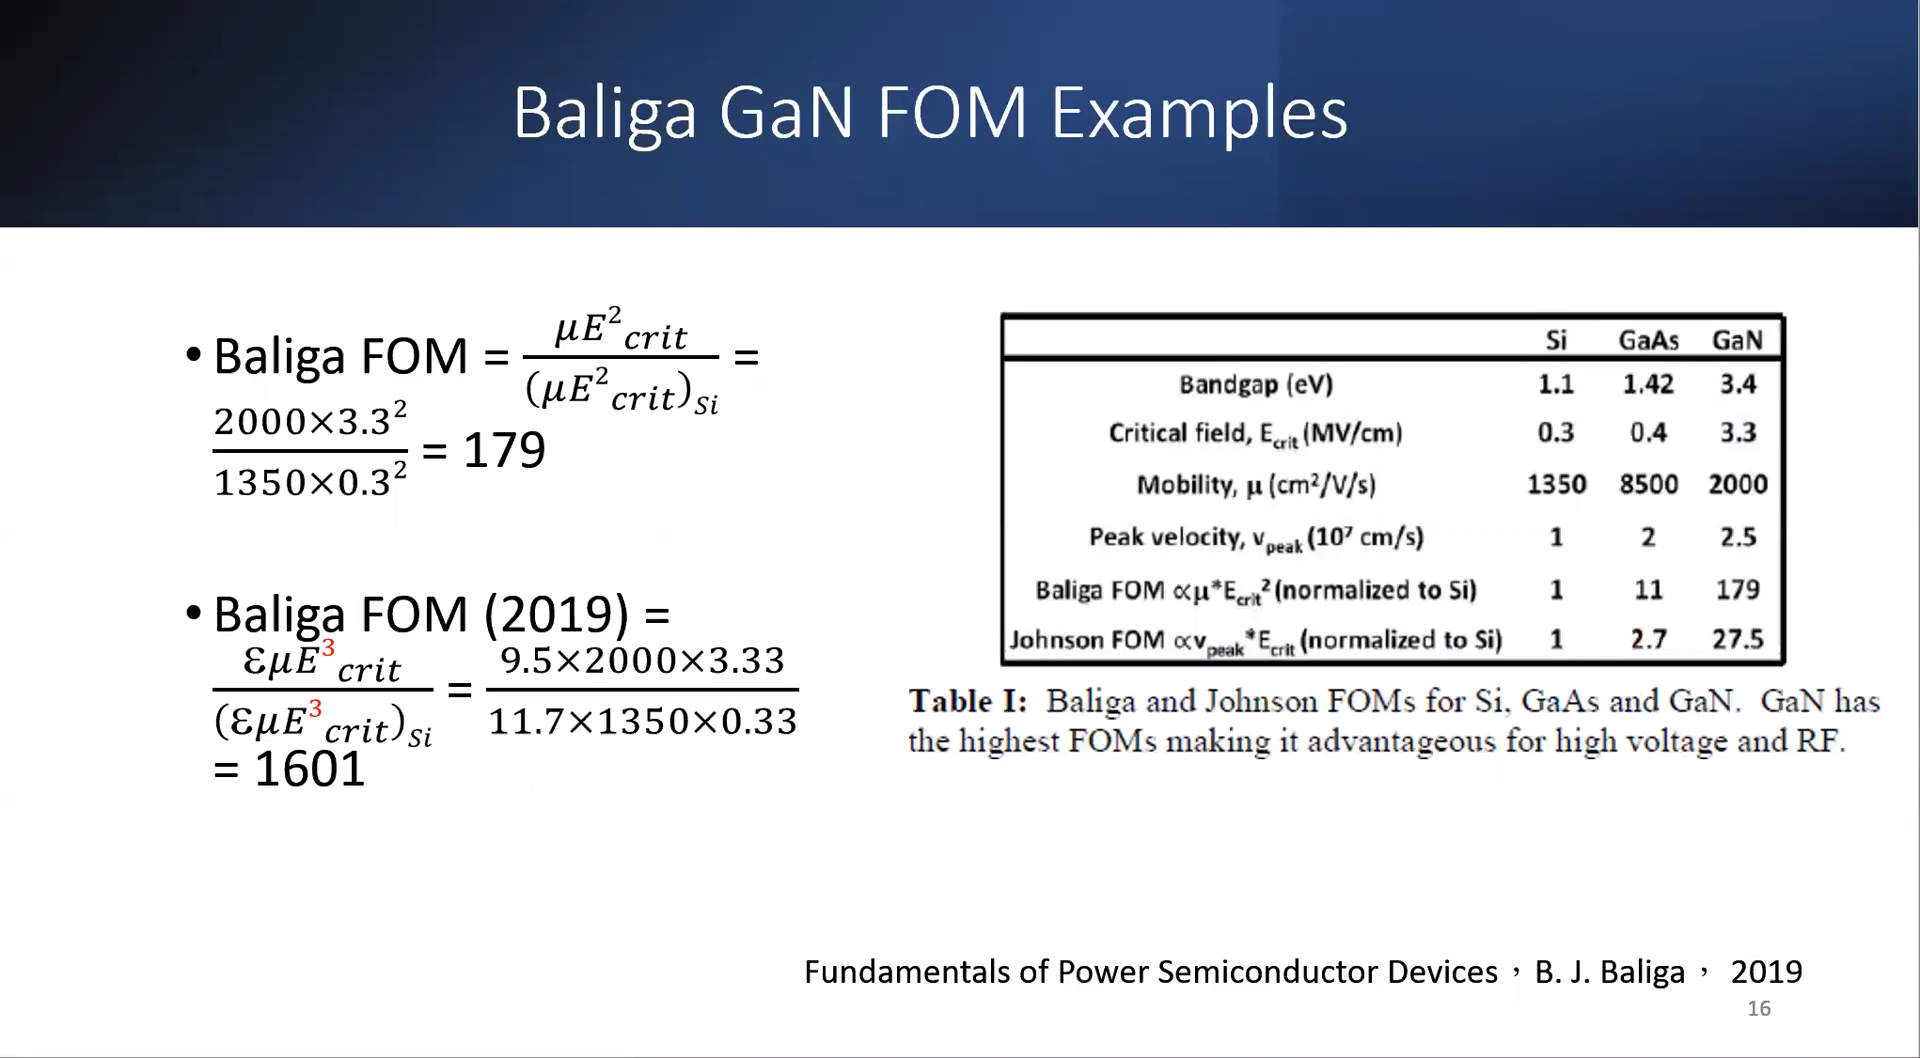 Baliga GaN FOM Examples
• Baliga FOM = μE²crit / (μE²crit)Si =
2000×3.3² / 1350×0.3² = 179
• Baliga FOM (2019) =
εμE³crit / (εμE³crit)Si = 9.5×2000×3.33 / 11.7×1350×0.33
= 1601
Si GaAs GaN
Bandgap (eV) 1.1 1.42 3.4
Critical field, Ecrit (MV/cm) 0.3 0.4 3.3
Mobility, μ (cm²/V/s) 1350 8500 2000
Peak velocity, vpeak (10⁷ cm/s) 1 2 2.5
Baliga FOM ∝μ*Ecrit² (normalized to Si) 1 11 179
Johnson FOM ∝vpeak*Ecrit (normalized to Si) 1 2.7 27.5
Table I: Baliga and Johnson FOMs for Si, GaAs and GaN. GaN has
the highest FOMs making it advantageous for high voltage and RF.
Fundamentals of Power Semiconductor Devices，B. J. Baliga， 2019
16